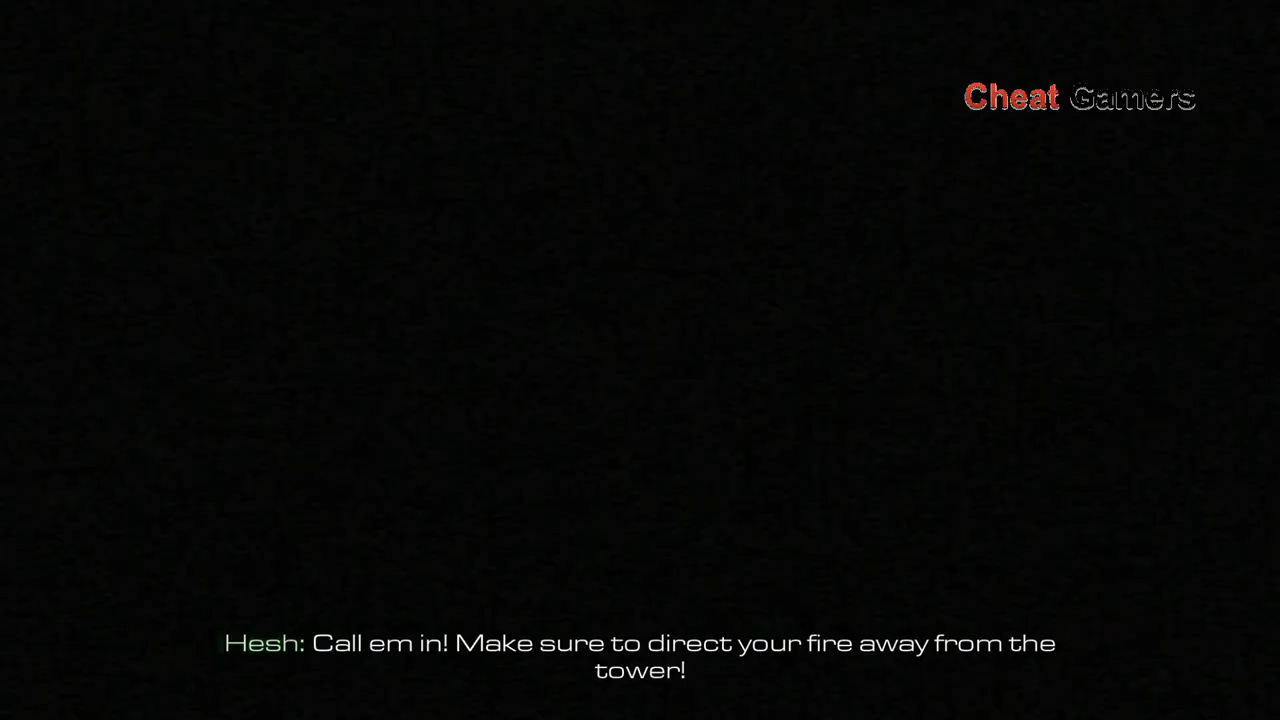 Cheat Gamers
Hesh: Call em in! Make sure to direct your fire away from the
tower!